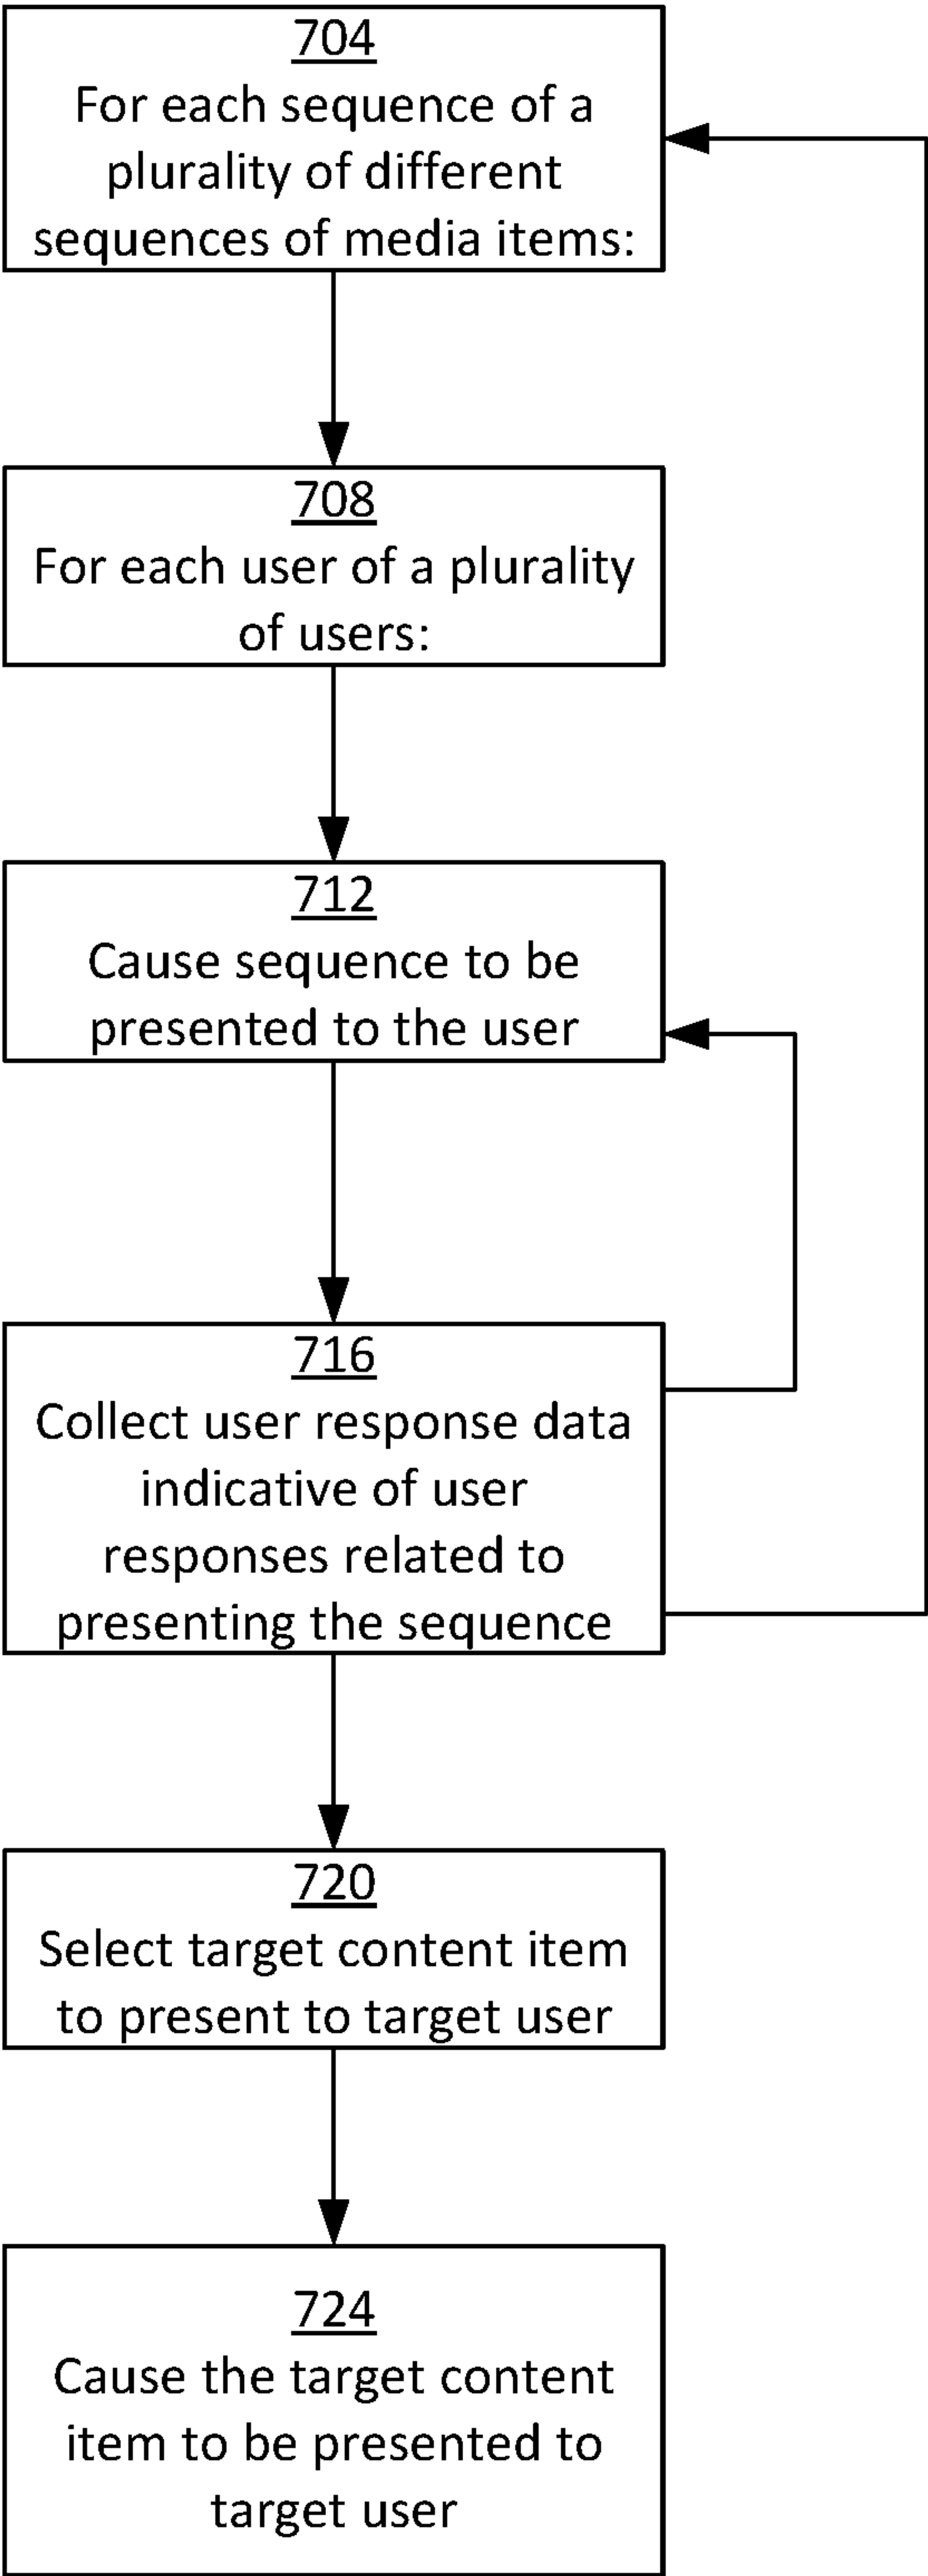 704
For each sequence of a
plurality of different
sequences of media items:
708
For each user of a plurality
of users:
712
Cause sequence to be
presented to the user
716
Collect user response data
indicative of user
responses related to
presenting the sequence
720
Select target content item
to present to target user
724
Cause the target content
item to be presented to
target user